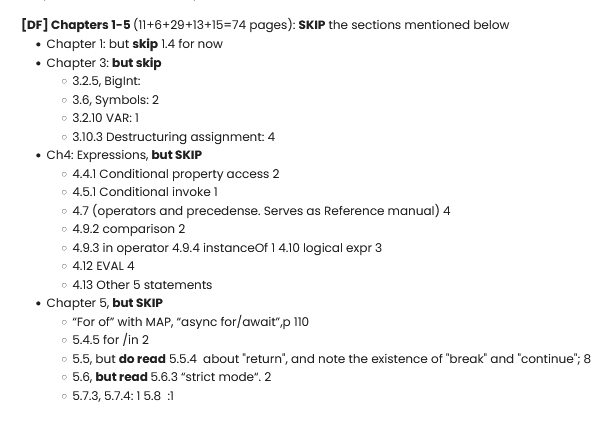 [DF] Chapters 1-5 (11+6+29+13+15=74 pages): SKIP the sections mentioned below
• Chapter 1: but skip 1.4 for now
• Chapter 3: but skip
○ 3.2.5, BigInt:
○ 3.6, Symbols: 2
○ 3.2.10 VAR: 1
○ 3.10.3 Destructuring assignment: 4
• Ch4: Expressions, but SKIP
○ 4.4.1 Conditional property access 2
○ 4.5.1 Conditional invoke 1
○ 4.7 (operators and precedense. Serves as Reference manual) 4
○ 4.9.2 comparison 2
○ 4.9.3 in operator 4.9.4 instanceOf 1 4.10 logical expr 3
○ 4.12 EVAL 4
○ 4.13 Other 5 statements
• Chapter 5, but SKIP
○ “For of” with MAP, “async for/await”,p 110
○ 5.4.5 for /in 2
○ 5.5, but do read 5.5.4 about "return", and note the existence of "break" and "continue"; 8
○ 5.6, but read 5.6.3 “strict mode”. 2
○ 5.7.3, 5.7.4: 1 5.8 :1